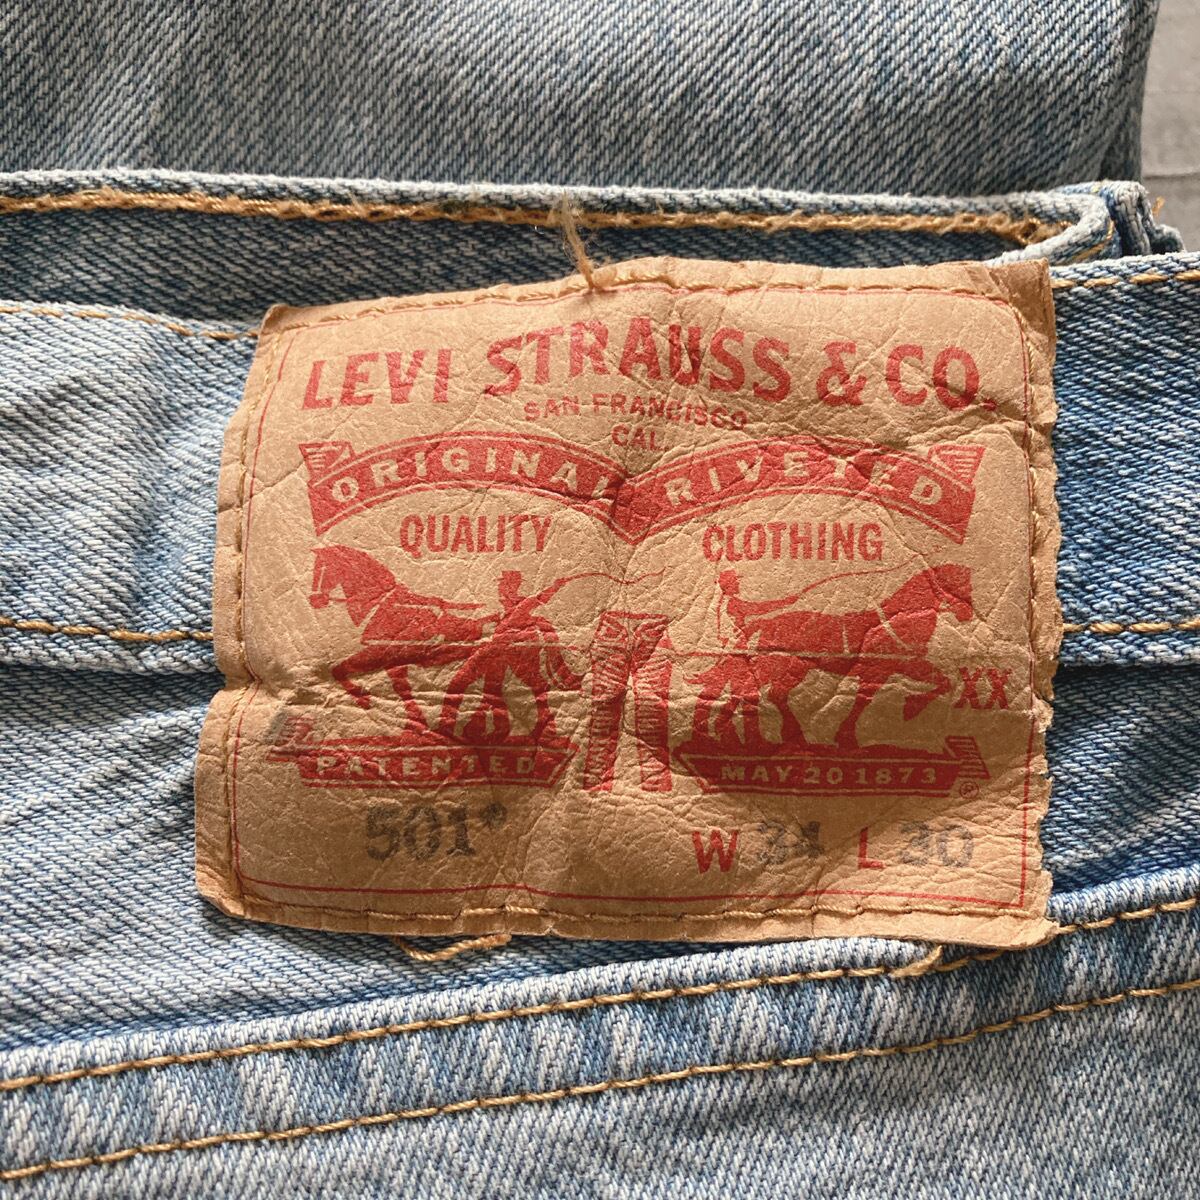 LEVI STRAUSS & CO.
SAN FRANCISCO
CAL.
ORIGINAL RIVETED
QUALITY CLOTHING
XX
PATENTED MAY 20 1873 ®
501® W 34 L 30